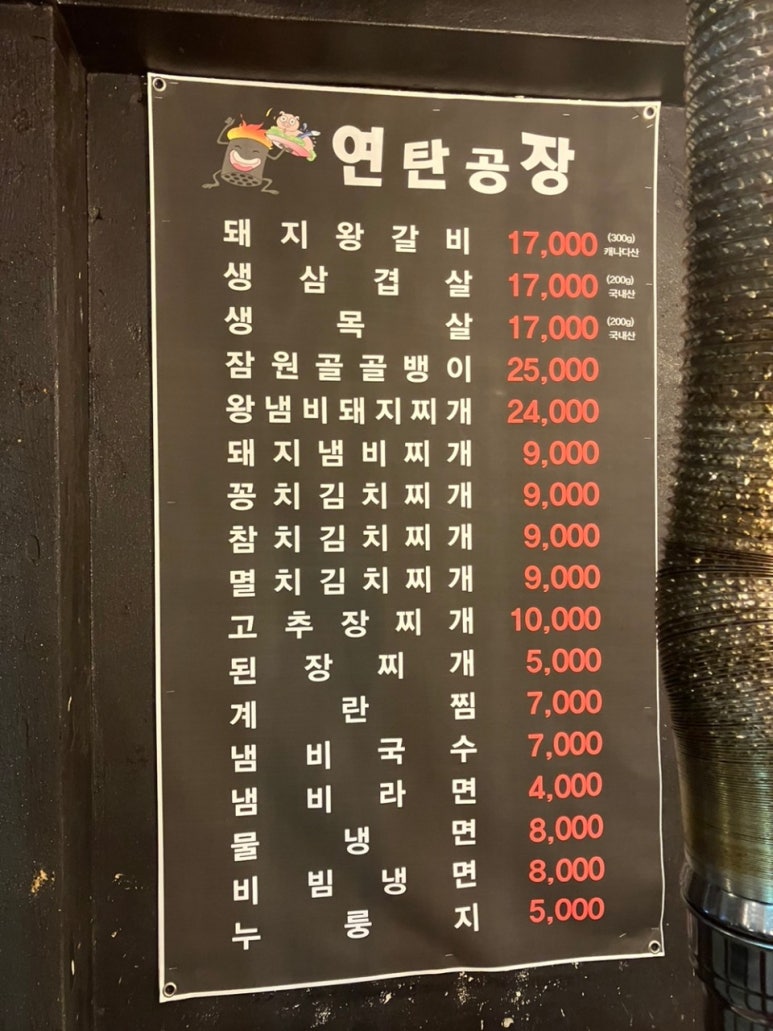 연탄공장
돼지왕갈비 17,000 (300g) 캐나다산
생삼겹살 17,000 (200g) 국내산
생목살 17,000 (200g) 국내산
잠원골골뱅이 25,000
왕냄비돼지찌개 24,000
돼지냄비찌개 9,000
꽁치김치찌개 9,000
참치김치찌개 9,000
멸치김치찌개 9,000
고추장찌개 10,000
된장찌개 5,000
계란찜 7,000
냄비국수 7,000
냄비라면 4,000
물냉면 8,000
비빔냉면 8,000
누룽지 5,000